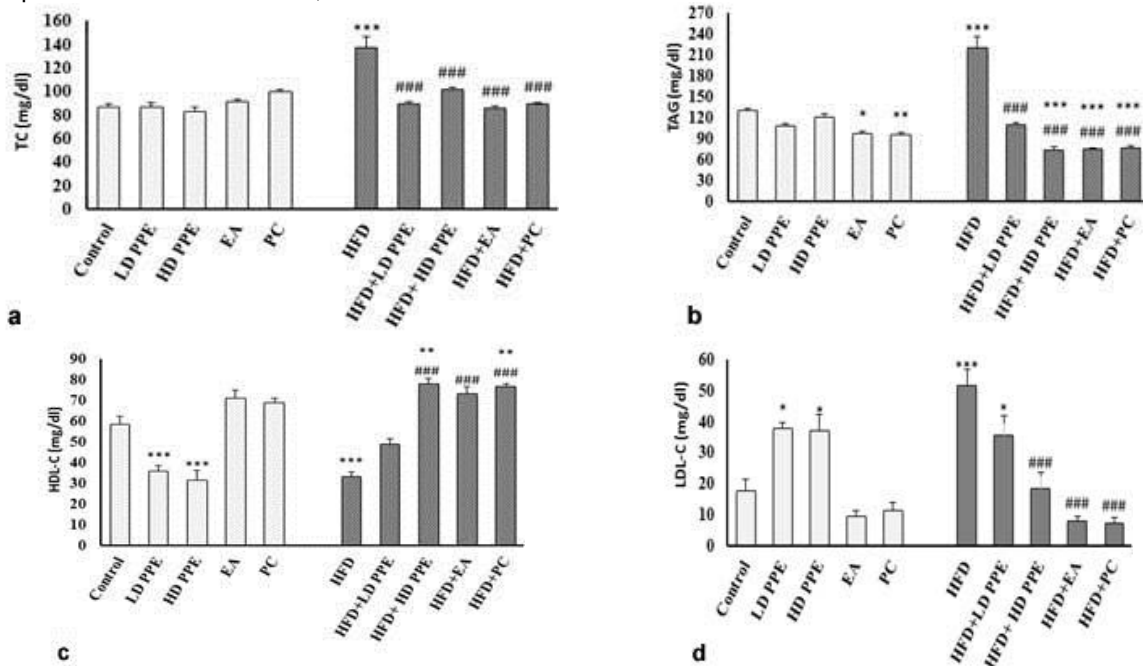 160
140
120
100
80
60
40
20
0
TC (mg/dl)
***
###
###
###
###
Control
LD PPE
HD PPE
EA
PC
HFD
HFD+LD PPE
HFD+ HD PPE
HFD+EA
HFD+PC
a
270
240
210
180
150
120
90
60
30
0
TAG (mg/dl)
* ** *** ### *** *** ***
### ### ###
Control
LD PPE
HD PPE
EA
PC
HFD
HFD+LD PPE
HFD+ HD PPE
HFD+EA
HFD+PC
b
90
80
70
60
50
40
30
20
10
0
HDL-C (mg/dl)
*** *** *** ** **
### ### ###
Control
LD PPE
HD PPE
EA
PC
HFD
HFD+LD PPE
HFD+ HD PPE
HFD+EA
HFD+PC
c
60
50
40
30
20
10
0
LDL-C (mg/dl)
* * *** *
### ### ###
Control
LD PPE
HD PPE
EA
PC
HFD
HFD+LD PPE
HFD+ HD PPE
HFD+EA
HFD+PC
d